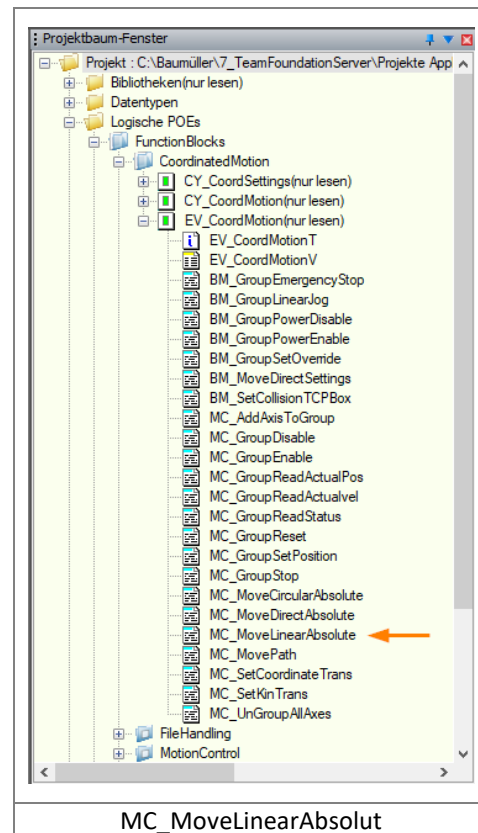 Projektbaum-Fenster
Projekt : C:\Baumüller\7_TeamFoundationServer\Projekte App
Bibliotheken(nur lesen)
Datentypen
Logische POEs
FunctionBlocks
CoordinatedMotion
CY_CoordSettings(nur lesen)
CY_CoordMotion(nur lesen)
EV_CoordMotion(nur lesen)
EV_CoordMotionT
EV_CoordMotionV
BM_GroupEmergencyStop
BM_GroupLinearJog
BM_GroupPowerDisable
BM_GroupPowerEnable
BM_GroupSetOverride
BM_MoveDirectSettings
BM_SetCollisionTCPBox
MC_AddAxisToGroup
MC_GroupDisable
MC_GroupEnable
MC_GroupReadActualPos
MC_GroupReadActualvel
MC_GroupReadStatus
MC_GroupReset
MC_GroupSetPosition
MC_GroupStop
MC_MoveCircularAbsolute
MC_MoveDirectAbsolute
MC_MoveLinearAbsolute
MC_MovePath
MC_SetCoordinateTrans
MC_SetKinTrans
MC_UnGroupAllAxes
FileHandling
MotionControl
MC_MoveLinearAbsolut